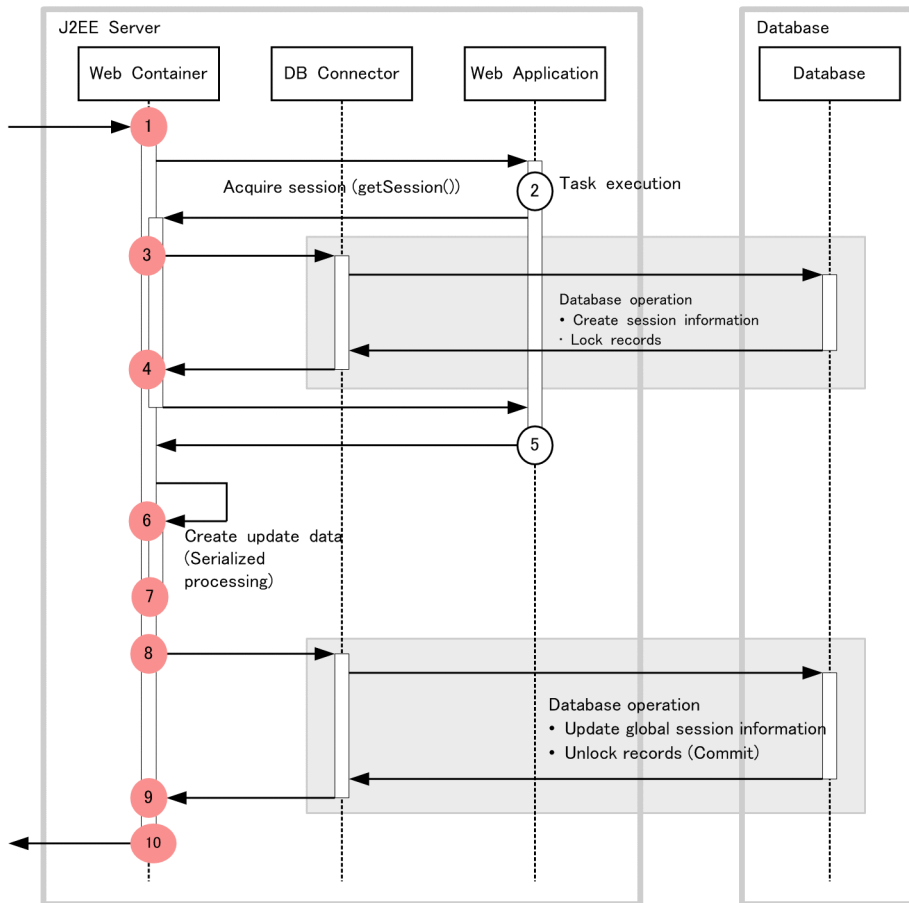 J2EE Server
Database
Web Container
DB Connector
Web Application
Database
1
2
Task execution
Acquire session (getSession())
3
Database operation
• Create session information
· Lock records
4
5
6
Create update data
(Serialized
processing)
7
8
Database operation
• Update global session information
• Unlock records (Commit)
9
10